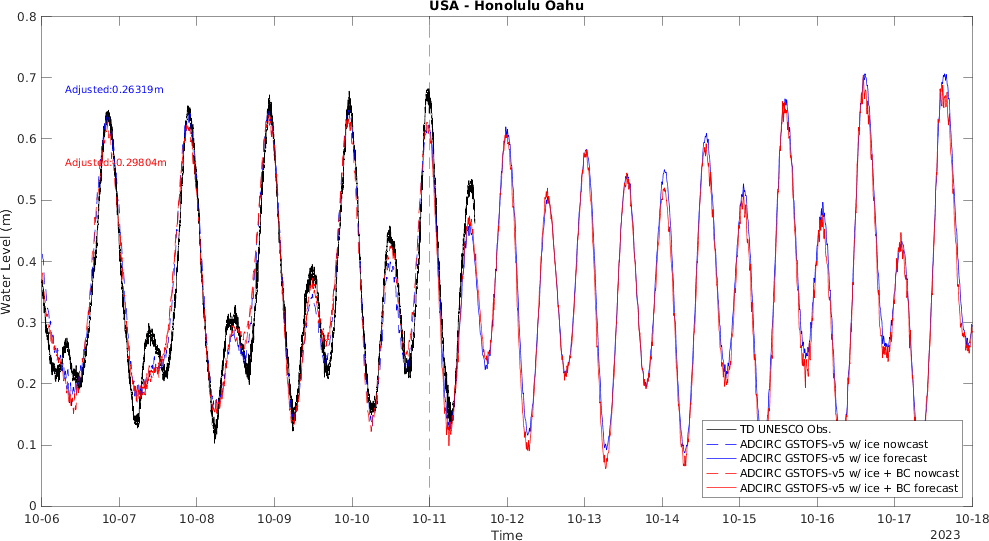 USA - Honolulu Oahu
0.8
0.7
0.6
0.5
0.4
0.3
0.2
0.1
0
Water Level (m)
Adjusted:0.26319m
Adjusted:0.29804m
TD UNESCO Obs.
ADCIRC GSTOFS-v5 w/ ice nowcast
ADCIRC GSTOFS-v5 w/ ice forecast
ADCIRC GSTOFS-v5 w/ ice + BC nowcast
ADCIRC GSTOFS-v5 w/ ice + BC forecast
10-06 10-07 10-08 10-09 10-10 10-11 10-12 10-13 10-14 10-15 10-16 10-17 10-18
Time
2023